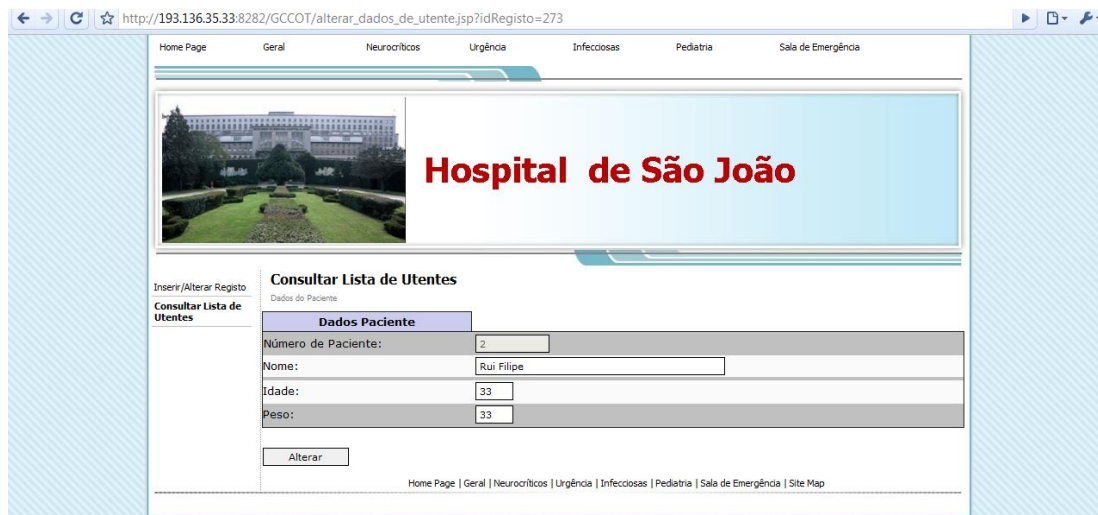 http://193.136.35.33:8282/GCCOT/alterar_dados_de_utente.jsp?idRegisto=273
Home Page Geral Neurocríticos Urgência Infecciosas Pediatria Sala de Emergência
Hospital de São João
Inserir/Alterar Registo
Consultar Lista de
Utentes
Consultar Lista de Utentes
Dados do Paciente
Dados Paciente
Número de Paciente: 2
Nome: Rui Filipe
Idade: 33
Peso: 33
Alterar
Home Page | Geral | Neurocríticos | Urgência | Infecciosas | Pediatria | Sala de Emergência | Site Map